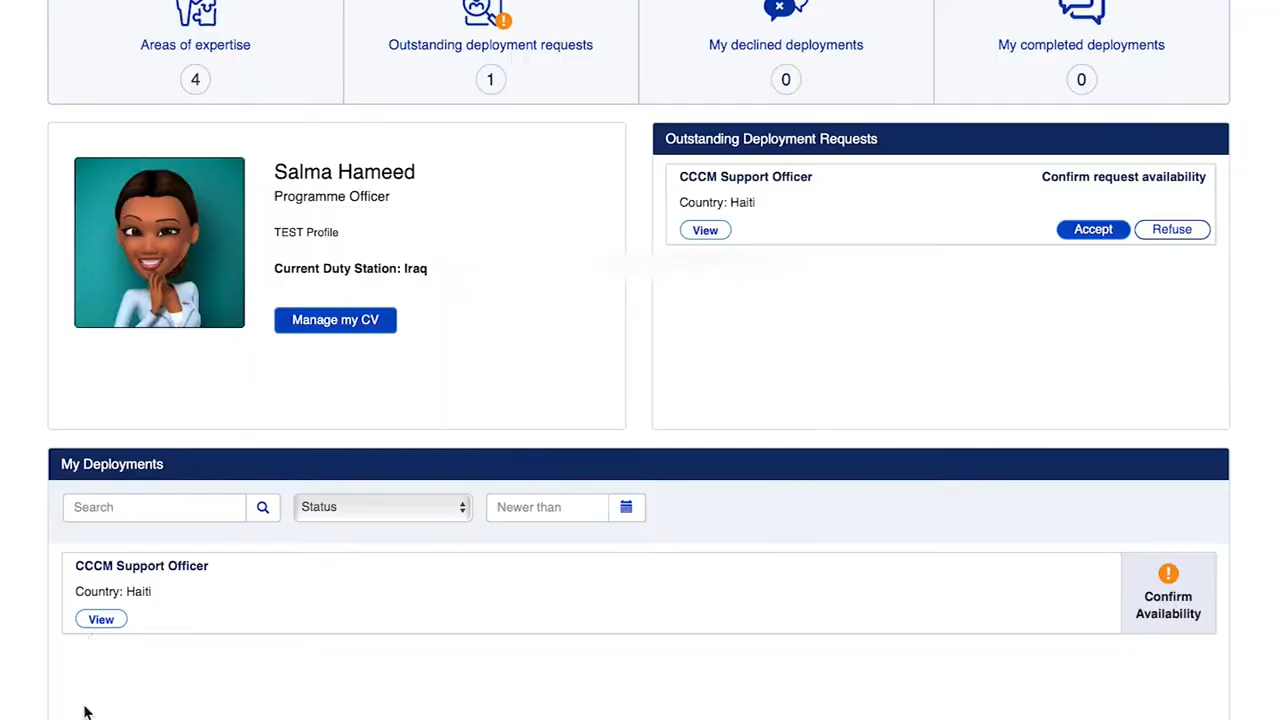 Areas of expertise
4
Outstanding deployment requests
1
My declined deployments
0
My completed deployments
0
Salma Hameed
Programme Officer
TEST Profile
Current Duty Station: Iraq
Manage my CV
Outstanding Deployment Requests
CCCM Support Officer
Confirm request availability
Country: Haiti
View
Accept
Refuse
My Deployments
Search
Status
Newer than
CCCM Support Officer
Country: Haiti
View
Confirm
Availability